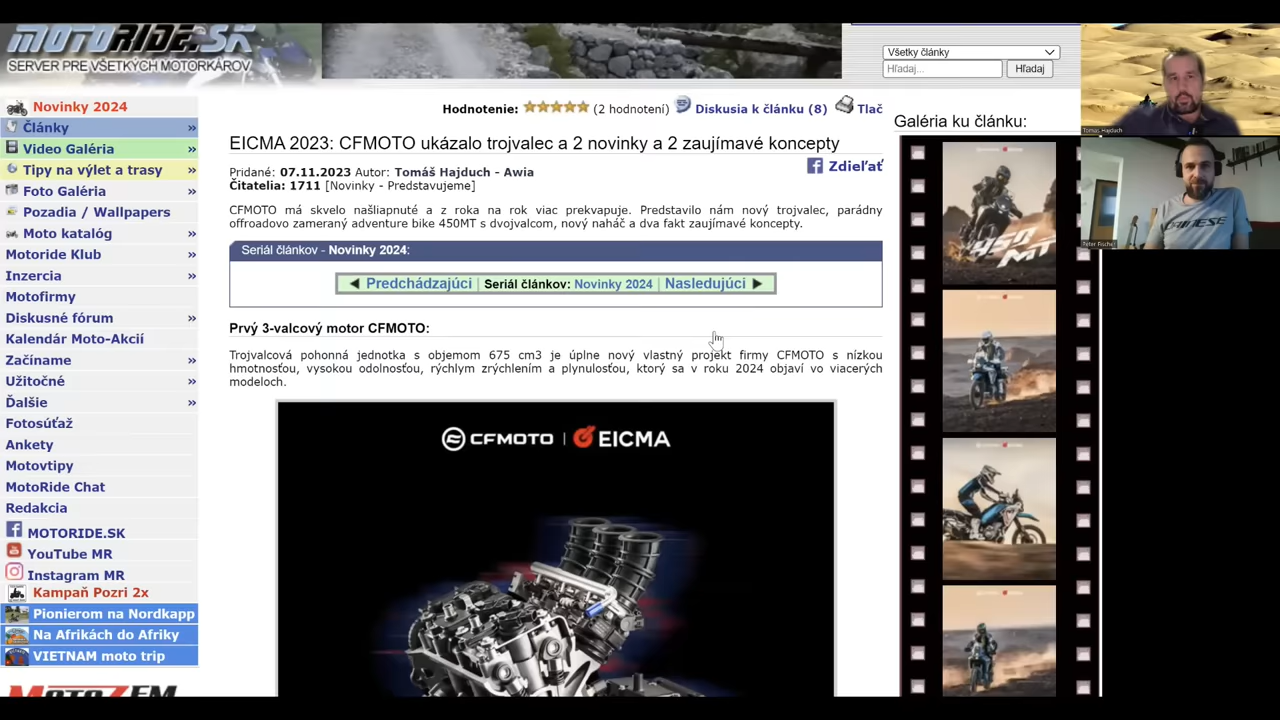 MOTORIDE.SK
SERVER PRE VŠETKÝCH MOTORKÁROV
Všetky články
Hľadaj...
Hľadaj
Tomáš Hajduch
Peter Fischer
Novinky 2024
Články »
Video Galéria »
Tipy na výlet a trasy »
Foto Galéria »
Pozadia / Wallpapers
Moto katalóg »
Motoride Klub »
Inzercia »
Motofirmy
Diskusné fórum »
Kalendár Moto-Akcií
Začíname »
Užitočné »
Ďalšie »
Fotosúťaž
Ankety
Motovtipy
MotoRide Chat
Redakcia
MOTORIDE.SK
YouTube MR
Instagram MR
Kampaň Pozri 2x
Pionierom na Nordkapp
Na Afrikách do Afriky
VIETNAM moto trip
MOTOZEM
Hodnotenie: (2 hodnotení) Diskusia k článku (8) Tlač
EICMA 2023: CFMOTO ukázalo trojvalec a 2 novinky a 2 zaujímavé koncepty
Pridané: 07.11.2023 Autor: Tomáš Hajduch - Awia
Zdieľať
Čitatelia: 1711 [Novinky - Predstavujeme]
CFMOTO má skvelo našliapnuté a z roka na rok viac prekvapuje. Predstavilo nám nový trojvalec, parádny
offroadovo zameraný adventure bike 450MT s dvojvalcom, nový naháč a dva fakt zaujímavé koncepty.
Seriál článkov - Novinky 2024:
Predchádzajúci | Seriál článkov: Novinky 2024 | Nasledujúci
Prvý 3-valcový motor CFMOTO:
Trojvalcová pohonná jednotka s objemom 675 cm3 je úplne nový vlastný projekt firmy CFMOTO s nízkou
hmotnosťou, vysokou odolnosťou, rýchlym zrýchlením a plynulosťou, ktorý sa v roku 2024 objaví vo viacerých
modeloch.
CFMOTO | EICMA
Galéria ku článku:
450
MT